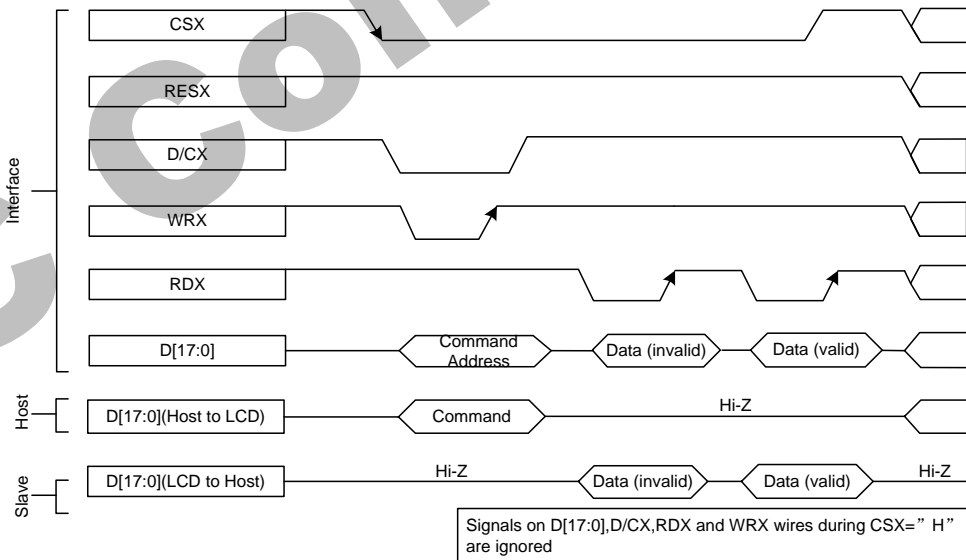 CSX
RESX
D/CX
WRX
RDX
D[17:0]
Command
Address
Data (invalid)
Data (valid)
Interface
Host
D[17:0](Host to LCD)
Command
Hi-Z
Slave
D[17:0](LCD to Host)
Hi-Z
Data (invalid)
Data (valid)
Hi-Z
Signals on D[17:0],D/CX,RDX and WRX wires during CSX=”H”
are ignored